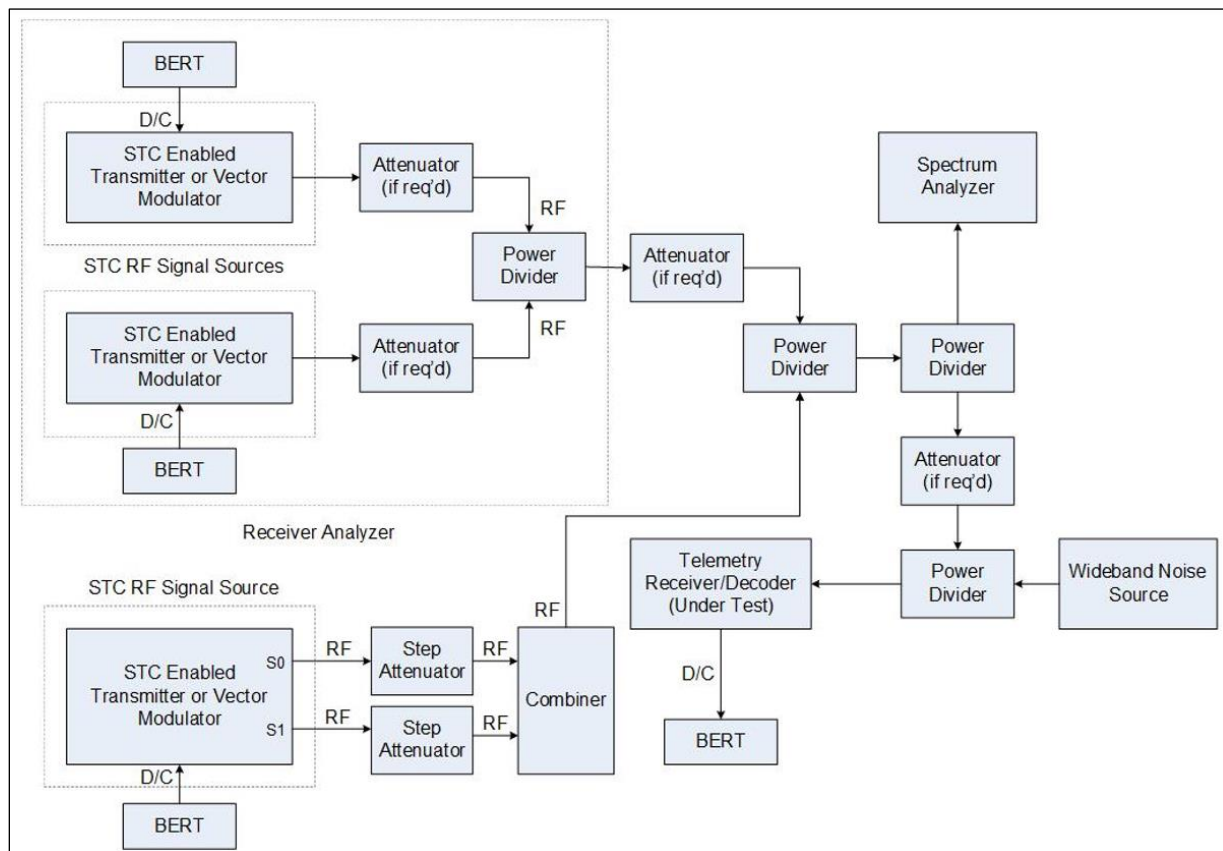 BERT
D/C
STC Enabled
Transmitter or Vector
Modulator
Attenuator
(if req'd)
RF
STC RF Signal Sources
Power
Divider
RF
STC Enabled
Transmitter or Vector
Modulator
Attenuator
(if req'd)
D/C
BERT
Receiver Analyzer
Attenuator
(if req'd)
Power
Divider
Spectrum
Analyzer
Power
Divider
Attenuator
(if req'd)
Power
Divider
Wideband Noise
Source
Telemetry
Receiver/Decoder
(Under Test)
D/C
BERT
STC RF Signal Source
STC Enabled
Transmitter or Vector
Modulator
S0
S1
RF
Step
Attenuator
RF
RF
Step
Attenuator
RF
Combiner
RF
D/C
BERT